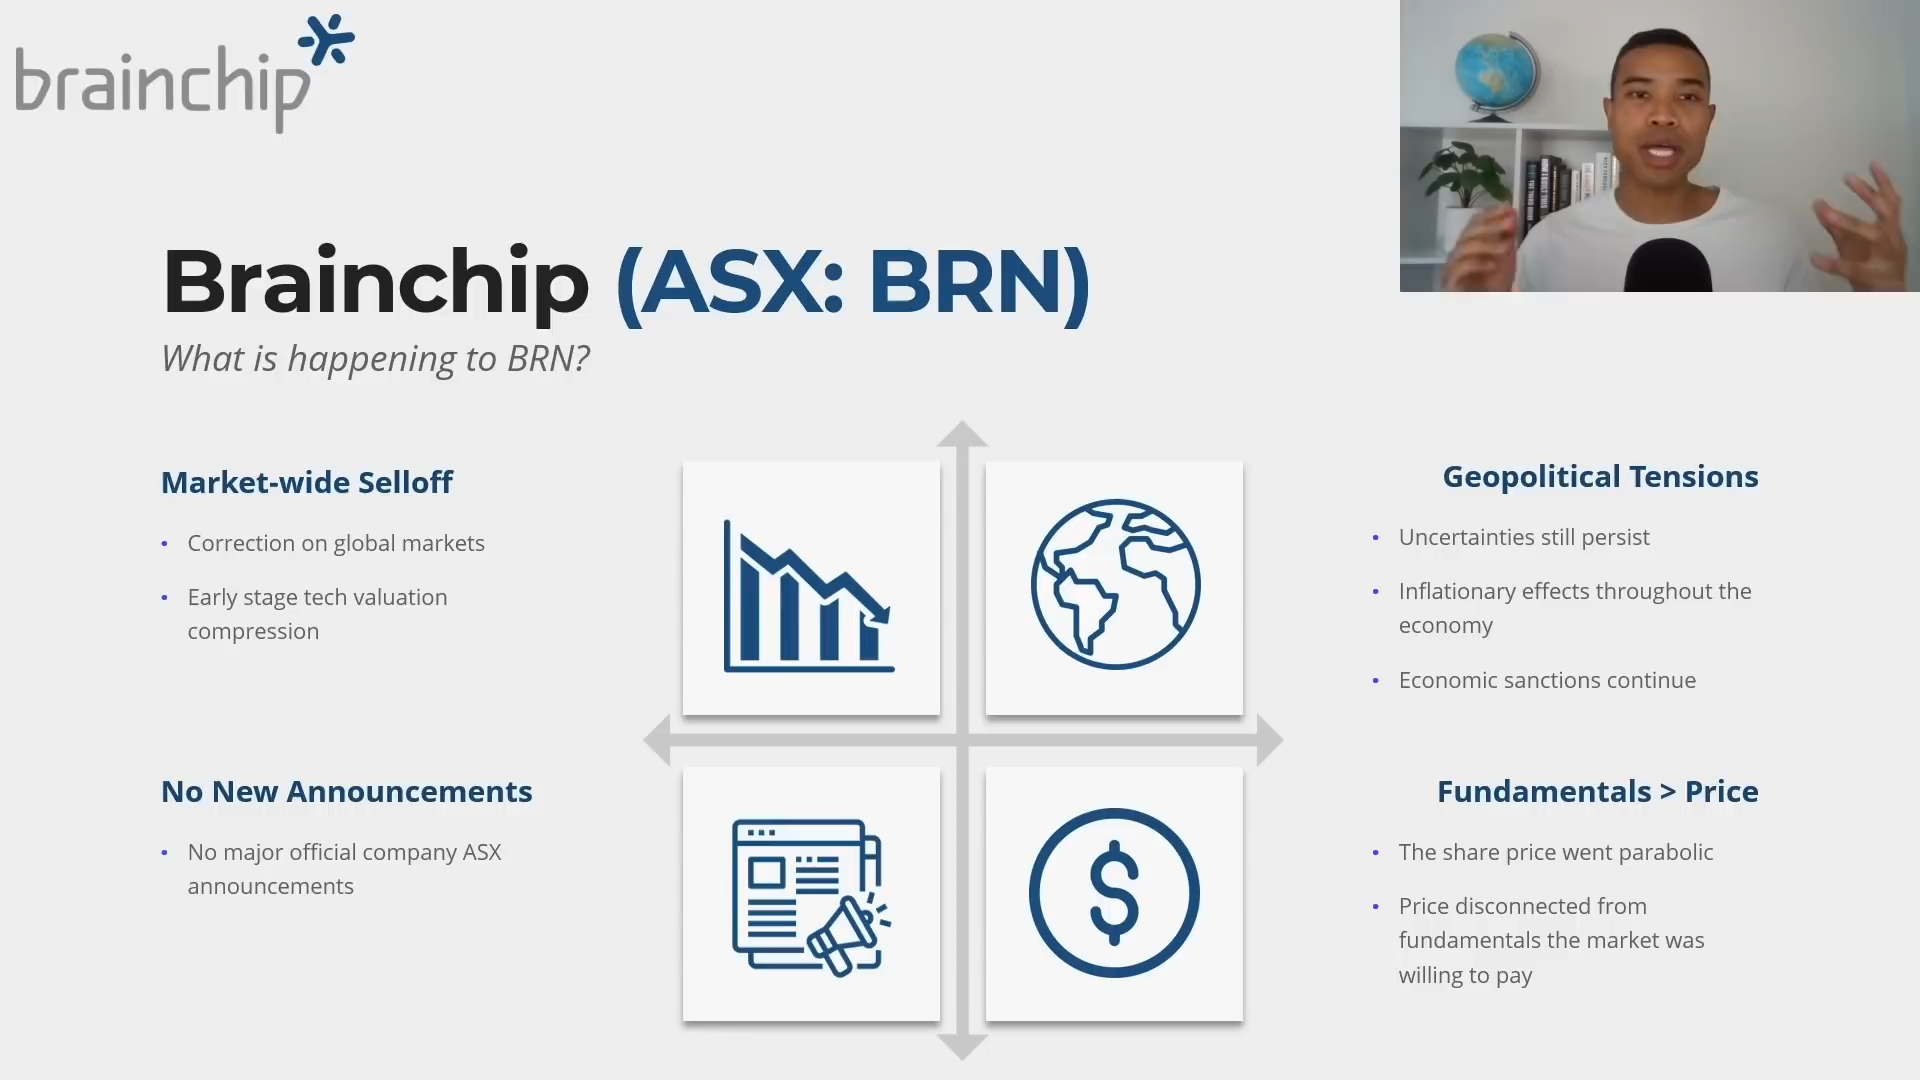 brainchip
Brainchip (ASX: BRN)
What is happening to BRN?
Market-wide Selloff
• Correction on global markets
• Early stage tech valuation
compression
Geopolitical Tensions
• Uncertainties still persist
• Inflationary effects throughout the
economy
• Economic sanctions continue
No New Announcements
• No major official company ASX
announcements
Fundamentals > Price
• The share price went parabolic
• Price disconnected from
fundamentals the market was
willing to pay